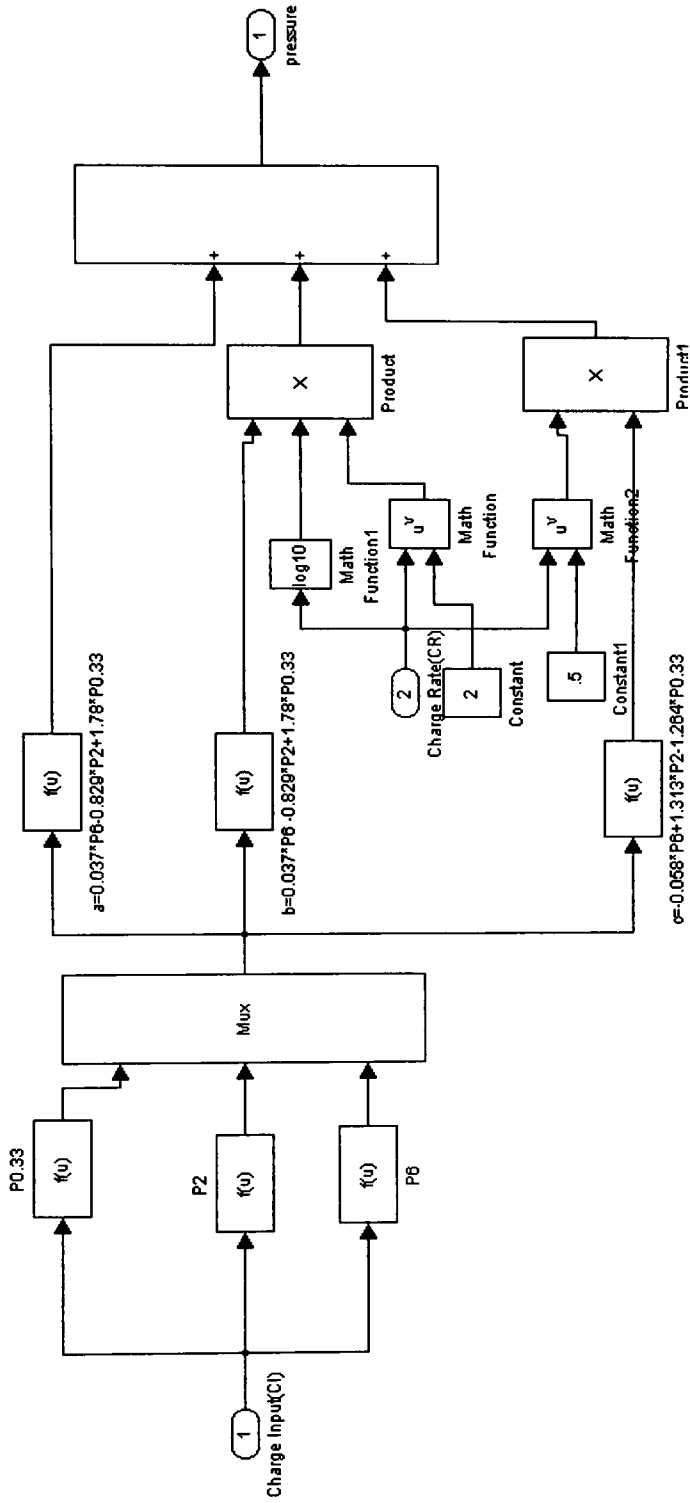 1
Charge Input(CI)
P0.33
f(u)
P2
f(u)
P6
f(u)
Mux
f(u)
a=0.037*P6-0.829*P2+1.78*P0.33
f(u)
b=0.037*P6 -0.829*P2+1.78*P0.33
f(u)
c=-0.058*P6+1.313*P2-1.264*P0.33
2
Charge Rate(CR)
2
Constant
.5
Constant1
log10
Math
Function1
u^v
Math
Function
u^v
Math
Function2
X
Product
X
Product1
+
+
+
1
pressure